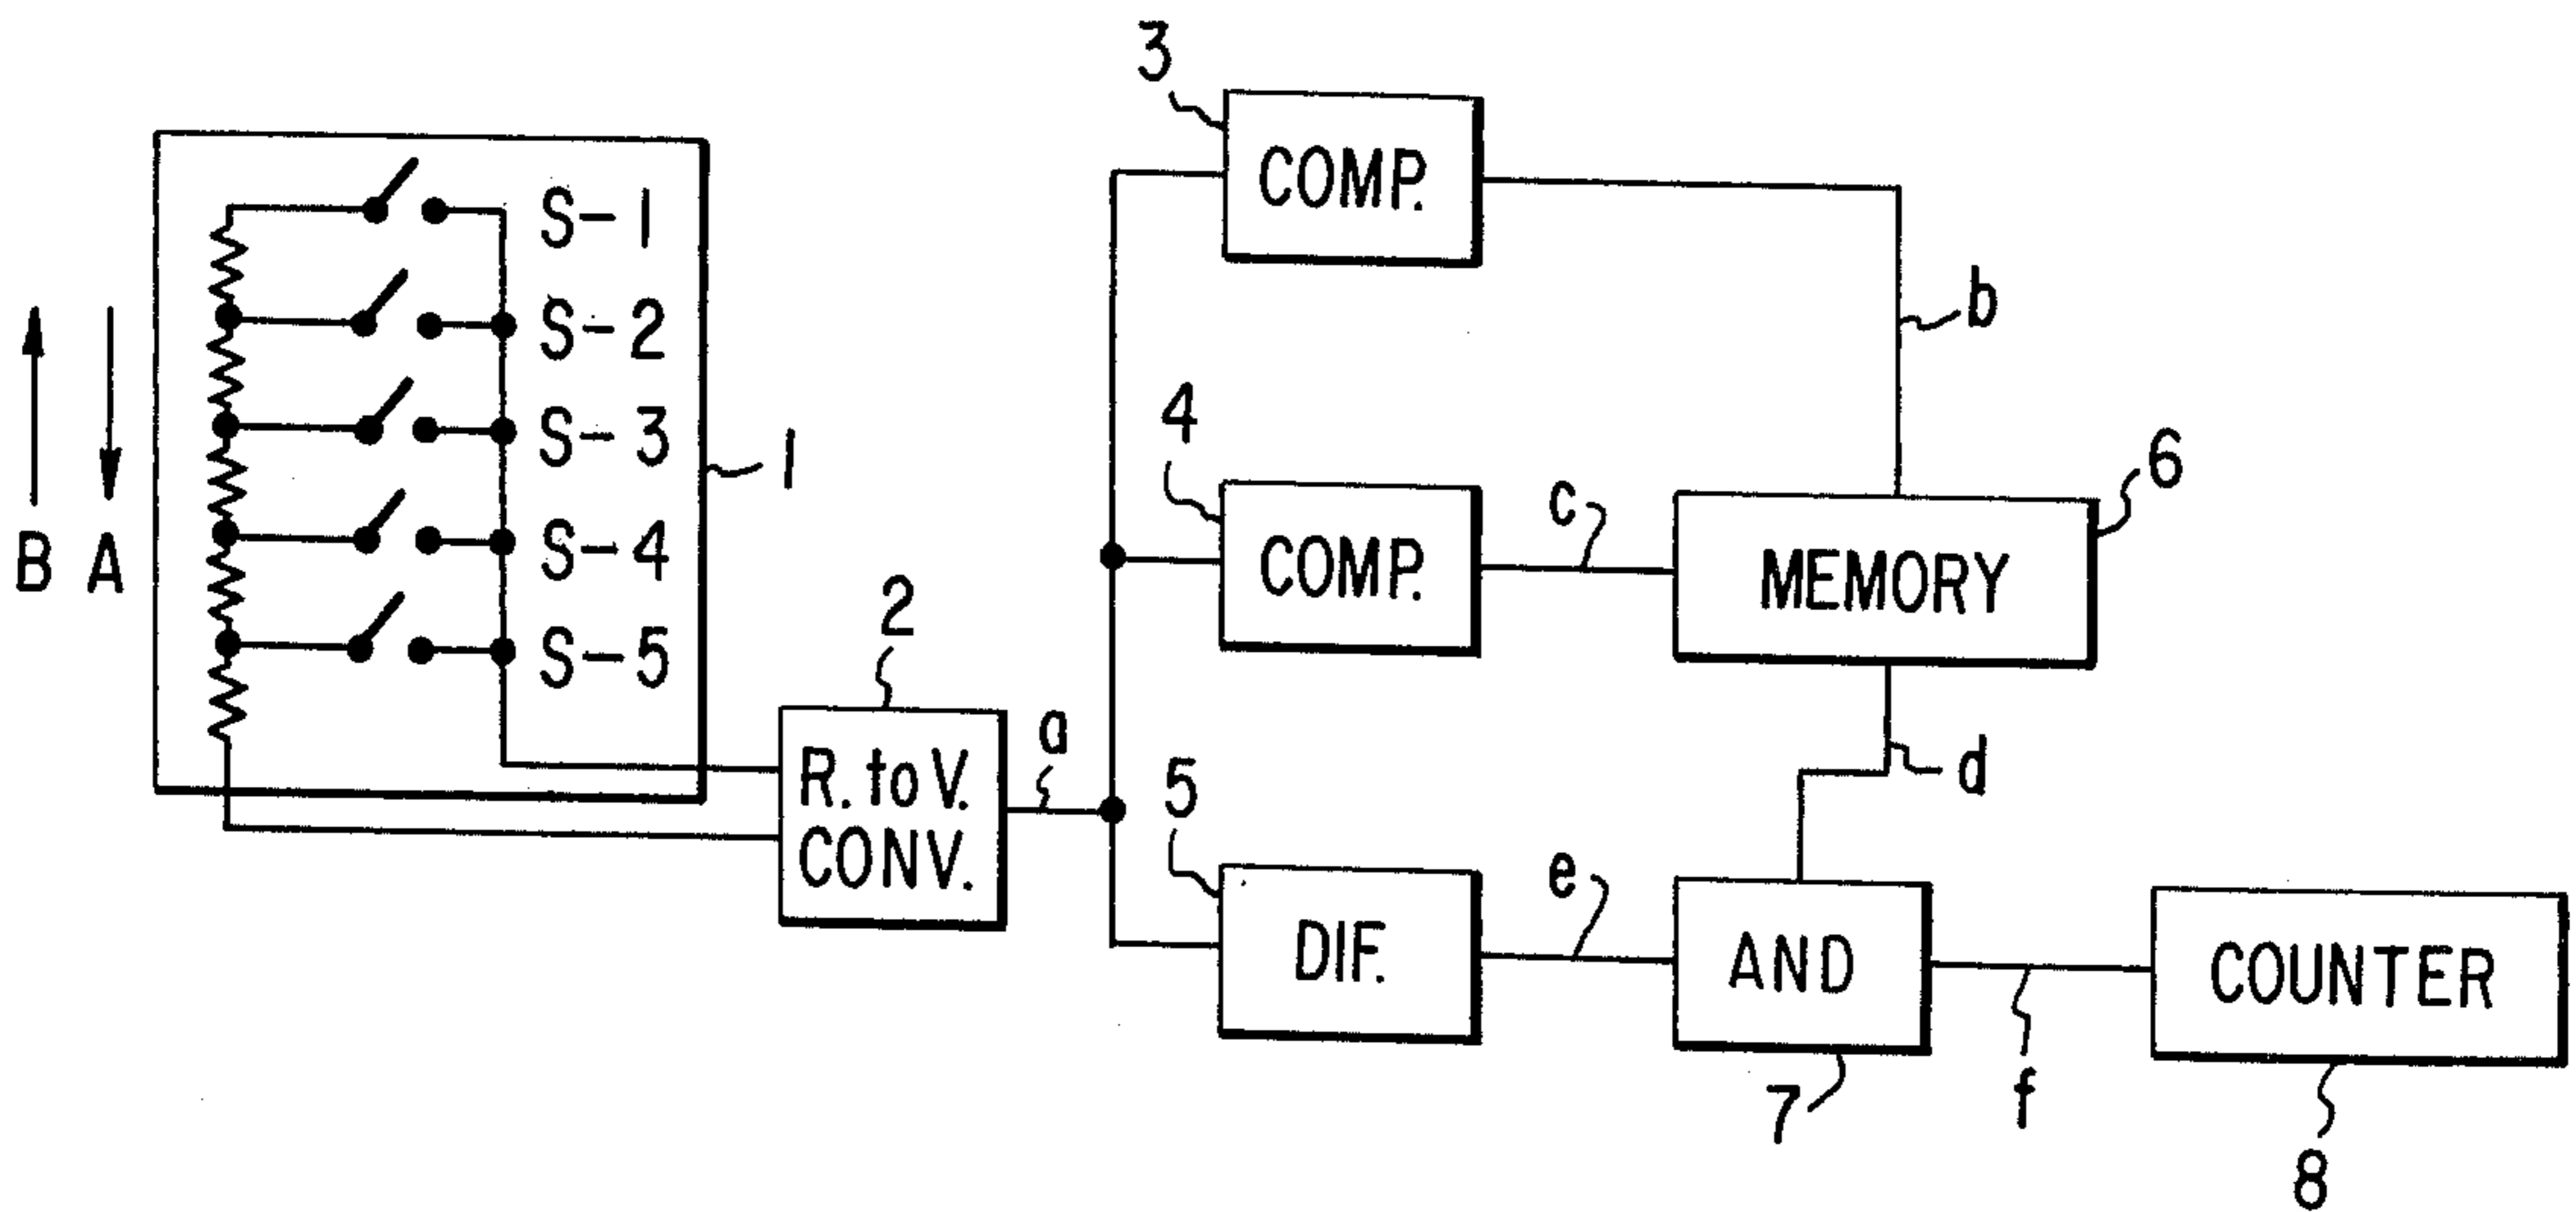 3
COMP.
S-1
S-2
S-3
S-4
S-5
1
B A
2
R. to V.
CONV.
a
4
COMP.
b
c
6
MEMORY
d
5
DIF.
e
AND
7
f
COUNTER
8